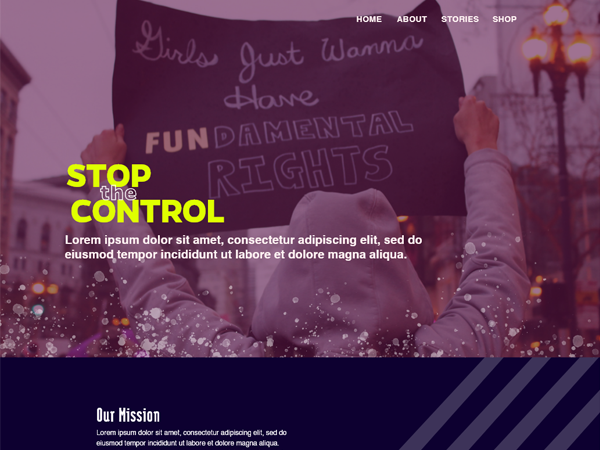 HOME ABOUT STORIES SHOP
Girls Just Wanna
Have
FUNDAMENTAL
RIGHTS
STOP
the
CONTROL
Lorem ipsum dolor sit amet, consectetur adipiscing elit, sed do
eiusmod tempor incididunt ut labore et dolore magna aliqua.
Our Mission
Lorem ipsum dolor sit amet, consectetur adipiscing elit, sed do
eiusmod tempor incididunt ut labore et dolore magna aliqua.